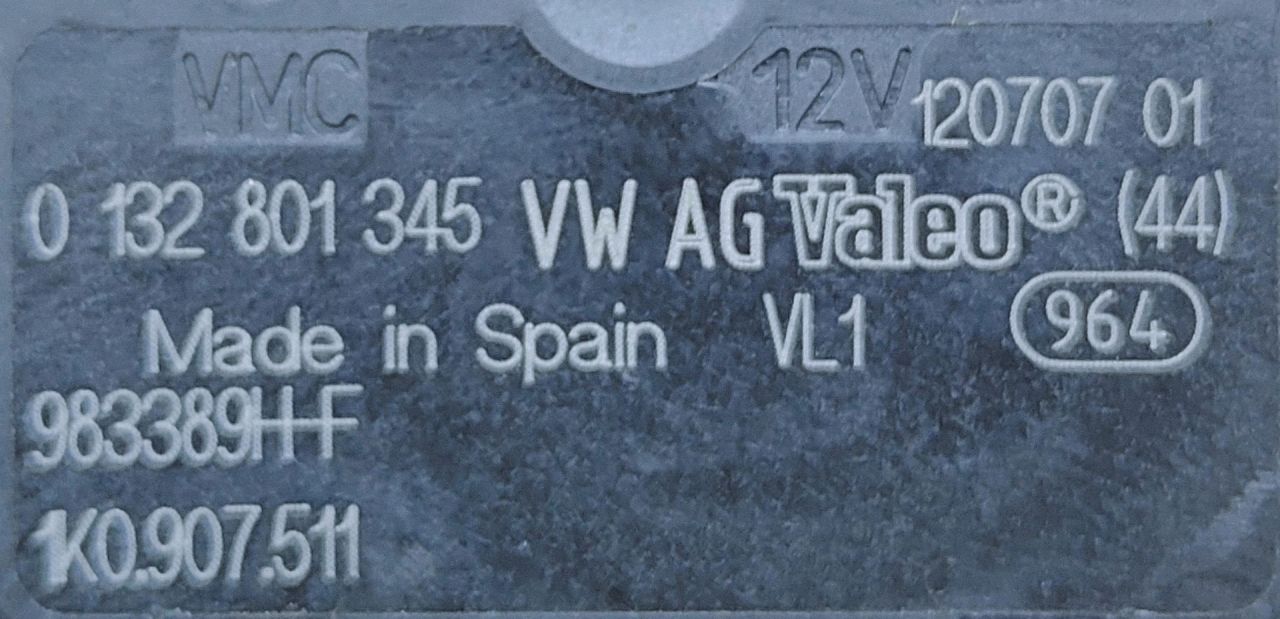 VMC 12V 120707 01
0 132 801 345 VW AG Valeo® (44)
Made in Spain VL1 964
983389H-F
1K0.907.511